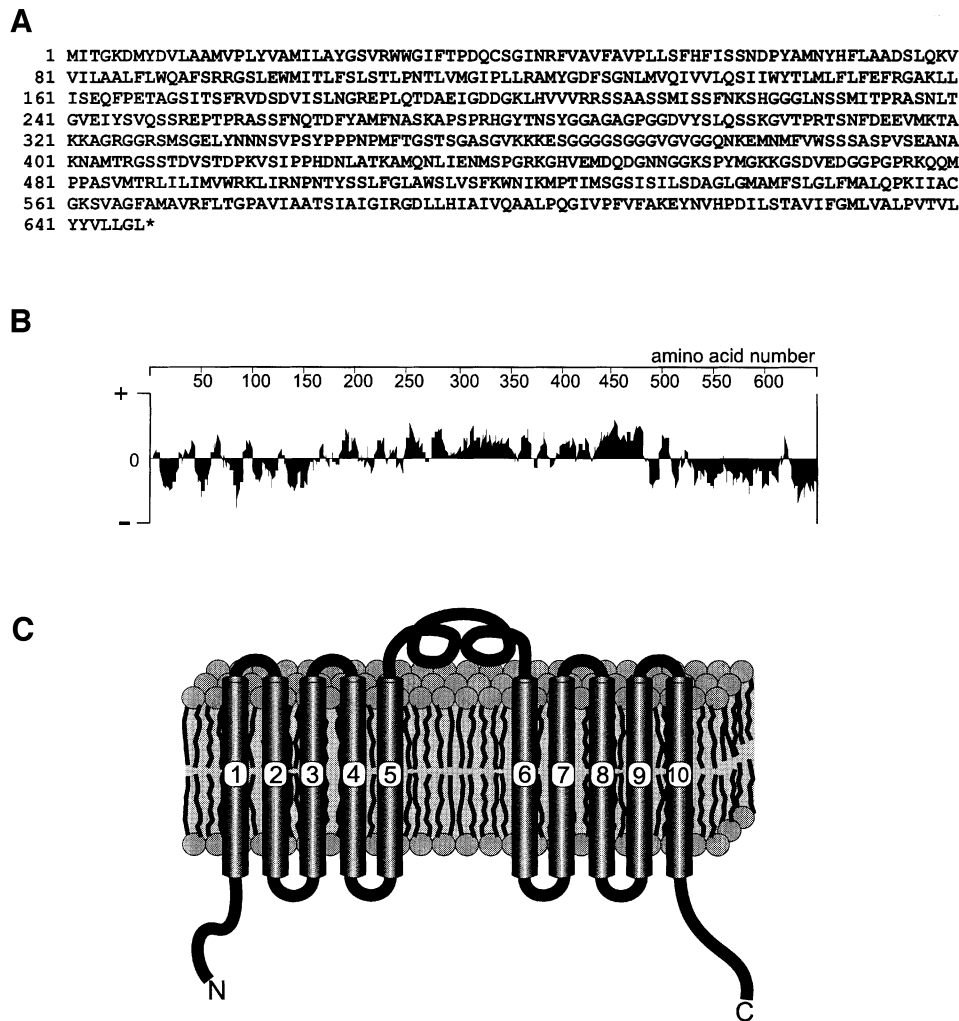 A
1 MITGKDMYDVLAAMVPLYVAMILAYGSVRWWGIFTPDQCSGINRFVAVFAVPLLSFHFISSNDPYAMNYHFLAADSLQKV
81 VILAALFLWQAFSRRGSLEWMITLFSLSTLPNTLVMGIPLLRAMYGDFSGNLMVQIVVLQSIIWYTLMLFLFEFRGAKLL
161 ISEQFPETAGSITSFRVDSDVISLNGREPLQTDAEIGDDGKLHVVVRRSSAASSMISSFNKSHGGGLNSSMITPRASNLT
241 GVEIYSVQSSREPTPRASSFNQTDFYAMFNASKAPSPRHGYTNSYGGAGAGPGGDVYSLQSSKGVTPRTSNFDEEVMKTA
321 KKAGRGGRSMSGELYNNNSVPSYPPPNPMFTGSTSGASGVKKKESGGGGSGGGVGVGGQNKEMNMFVWSSSASPVSEANA
401 KNAMTRGSSTDVSTDPKVSIPPHDNLATKAMQNLIENMSPGRKGHVEMDQDGNNGGKSPYMGKKGSDVEDGGPGPRKQQM
481 PPASVMTRLILIMVWRKLIRNPNTYSSLFGLAWSLVSFKWNIKMPTIMSGSISILSDAGLGMAMFSLGLFMALQPKIIAC
561 GKSVAGFAMAVRFLTGPAVIAATSIAIGIRGDLLHIAIVQAALPQGIVPFVFAKEYNVHPDILSTAVIFGMLVALPVTVL
641 YYVLLGL*
B
amino acid number
50 100 150 200 250 300 350 400 450 500 550 600
+
0
-
C
1 2 3 4 5 6 7 8 9 10
N
C